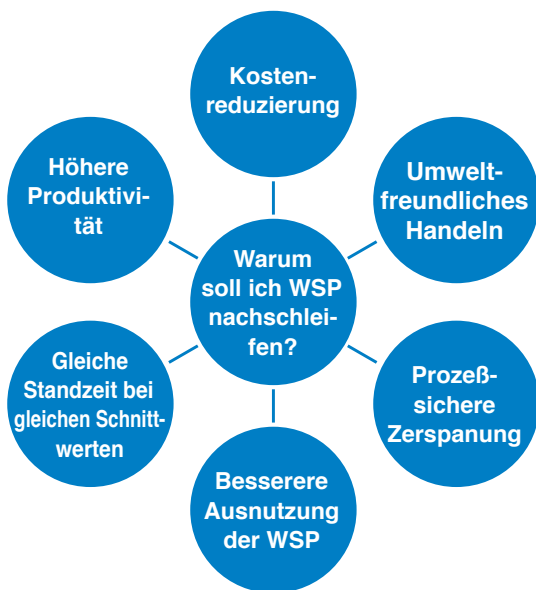 Kosten-
reduzierung
Höhere
Produktivi-
tät
Umwelt-
freundliches
Handeln
Warum
soll ich WSP
nachschlei-
fen?
Gleiche
Standzeit bei
gleichen Schnitt-
werten
Prozeß-
sichere
Zerspanung
Besserere
Ausnutzung
der WSP